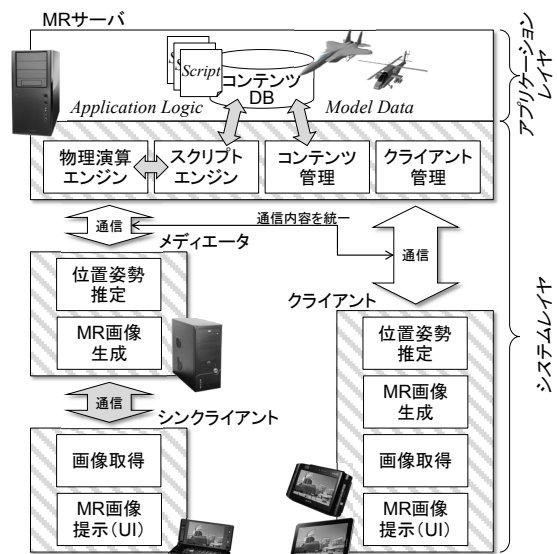 MRサーバ
Script
コンテンツ
DB
Application Logic
Model Data
アプリケーション
レイヤ
物理演算
エンジン
スクリプト
エンジン
コンテンツ
管理
クライアント
管理
通信
通信内容を統一
通信
メディエータ
位置姿勢
推定
MR画像
生成
クライアント
位置姿勢
推定
MR画像
生成
画像取得
MR画像
提示(UI)
システムレイヤ
通信
シンクライアント
画像取得
MR画像
提示(UI)